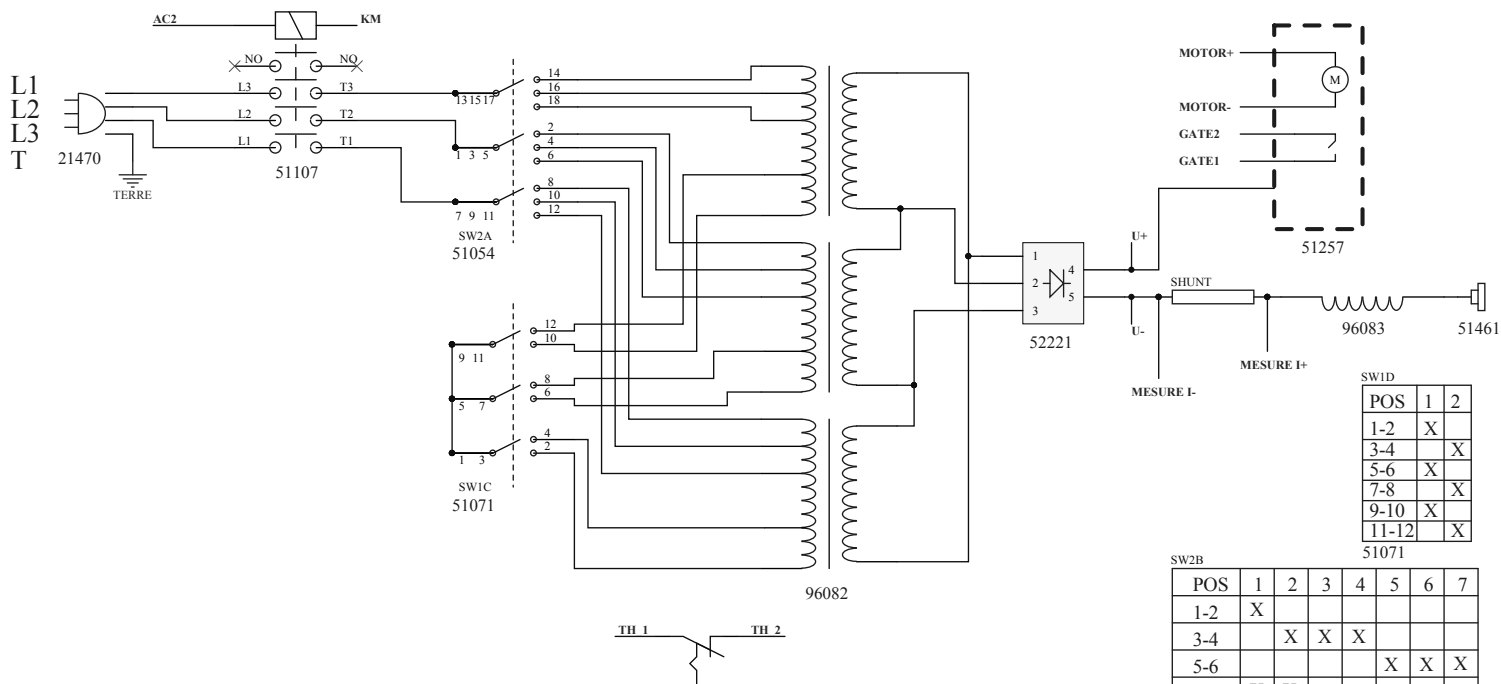 AC2
KM
NO
NO
L1
L2
L3
T
21470
TERRE
L3
T3
L2
T2
L1
T1
51107
13 15 17
14
16
18
1 3 5
2
4
6
7 9 11
8
10
12
SW2A
51054
9 11
12
10
5 7
8
6
1 3
4
2
SW1C
51071
96082
TH 1
TH 2
1
2
3
4
5
52221
U+
U-
MOTOR+
M
MOTOR-
GATE2
GATE1
51257
SHUNT
MESURE I-
MESURE I+
96083
51461
SW1D
POS 1 2
1-2 X
3-4 X
5-6 X
7-8 X
9-10 X
11-12 X
51071
SW2B
POS 1 2 3 4 5 6 7
1-2 X
3-4 X X X
5-6 X X X